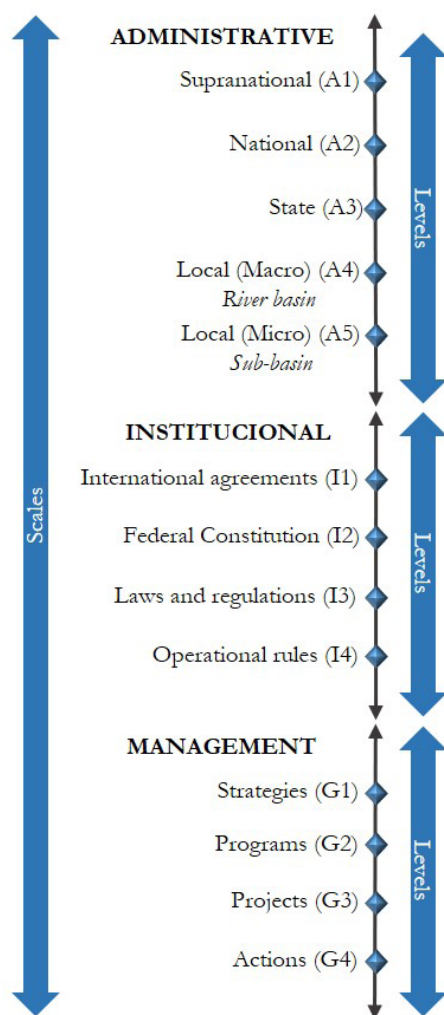 ADMINISTRATIVE
Supranational (A1)
National (A2)
State (A3)
Local (Macro) (A4)
River basin
Local (Micro) (A5)
Sub-basin
Levels
INSTITUCIONAL
International agreements (I1)
Federal Constitution (I2)
Laws and regulations (I3)
Operational rules (I4)
Levels
Scales
MANAGEMENT
Strategies (G1)
Programs (G2)
Projects (G3)
Actions (G4)
Levels